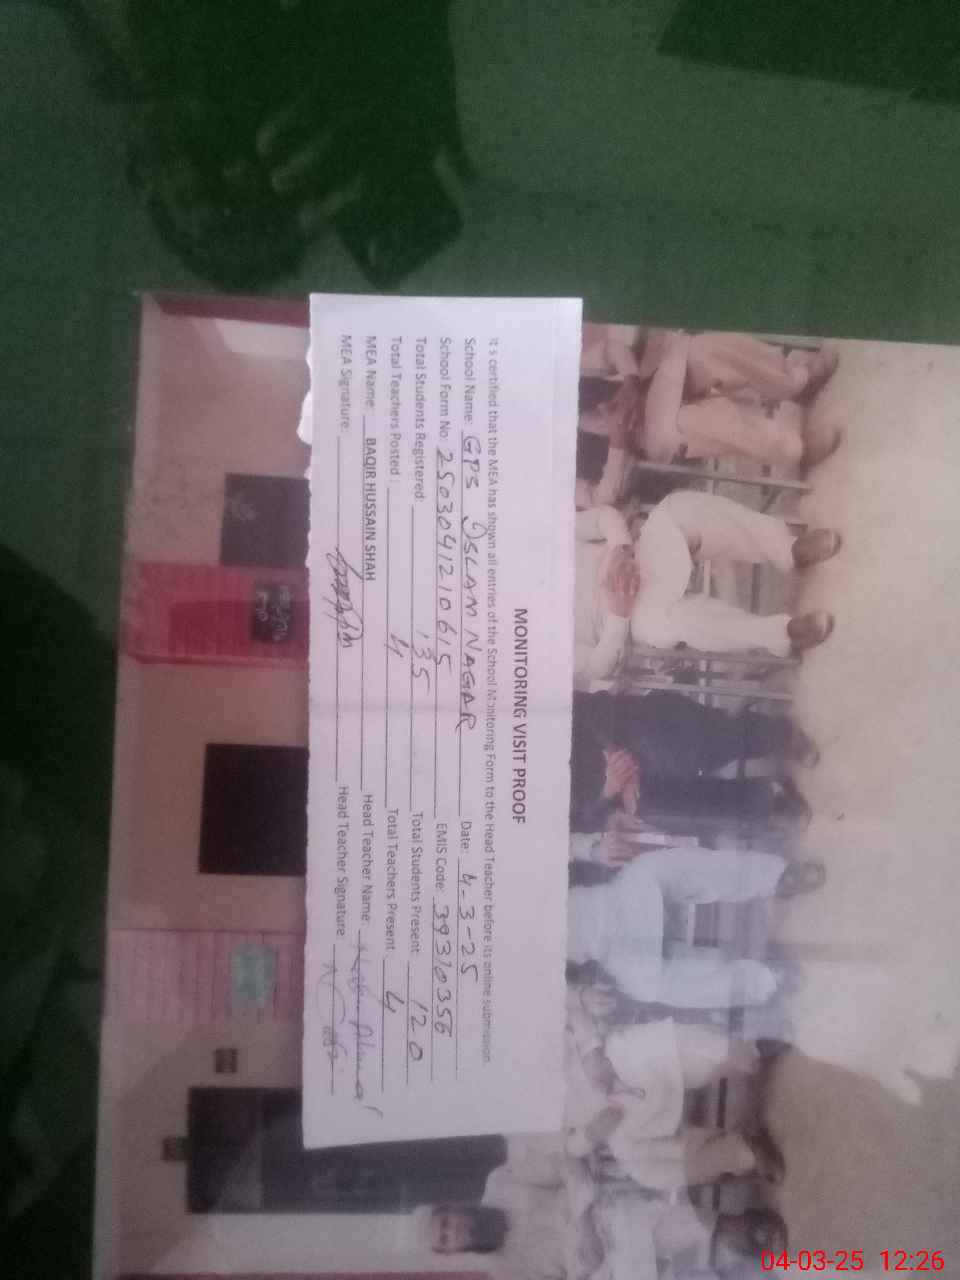 MONITORING VISIT PROOF
It s certified that the MEA has shown all entries of the School Monitoring Form to the Head Teacher before its online submission.
School Name: GPS ISLAM NAGAR Date: 4-3-25
School Form No: 2503041210615 EMIS Code: 39310356
Total Students Registered: 135 Total Students Present: 120
Total Teachers Posted: 4 Total Teachers Present: 4
MEA Name: BAQIR HUSSAIN SHAH Head Teacher Name: Ahmad
MEA Signature: Head Teacher Signature:
04-03-25 12:26